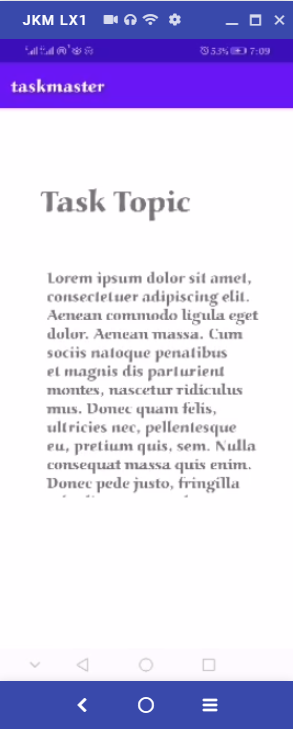 JKM LX1
53% 7:09
taskmaster
Task Topic
Lorem ipsum dolor sit amet,
consectetuer adipiscing elit.
Aenean commodo ligula eget
dolor. Aenean massa. Cum
sociis natoque penatibus
et magnis dis parturient
montes, nascetur ridiculus
mus. Donec quam felis,
ultricies nec, pellentesque
eu, pretium quis, sem. Nulla
consequat massa quis enim.
Donec pede justo, fringilla